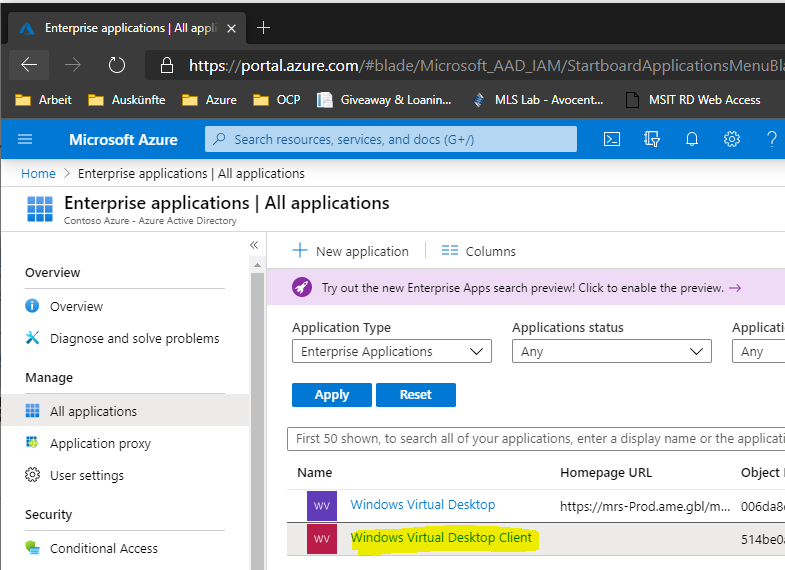 Enterprise applications | All appli
https://portal.azure.com/#blade/Microsoft_AAD_IAM/StartboardApplicationsMenuBla
Arbeit Auskünfte Azure OCP Giveaway & Loanin... MLS Lab - Avocent... MSIT RD Web Access
Microsoft Azure Search resources, services, and docs (G+/)
Home > Enterprise applications | All applications
Enterprise applications | All applications
Contoso Azure - Azure Active Directory
New application Columns
Overview
Try out the new Enterprise Apps search preview! Click to enable the preview. →
Overview
Diagnose and solve problems
Application Type Applications status Applicati
Enterprise Applications Any Any
Manage
Apply Reset
All applications
Application proxy
First 50 shown, to search all of your applications, enter a display name or the applicati
User settings
Name Homepage URL Object
Security
WV Windows Virtual Desktop https://mrs-Prod.ame.gbl/m... 006da8
WV Windows Virtual Desktop Client 514be0
Conditional Access